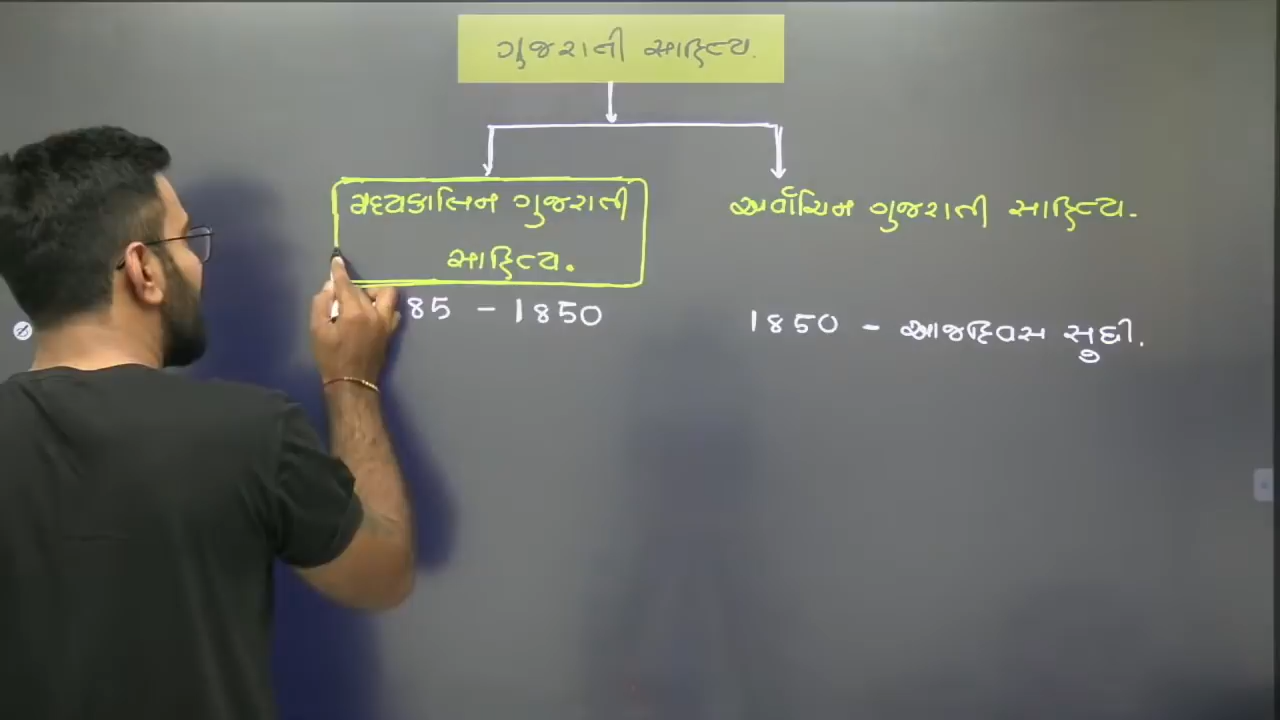 ગુજરાતી સાહિત્ય.
મધ્યકાલિન ગુજરાતી
સાહિત્ય.
85 - 1850
અર્વાચિન ગુજરાતી સાહિત્ય.
1850 - આજદિવસ સુધી.